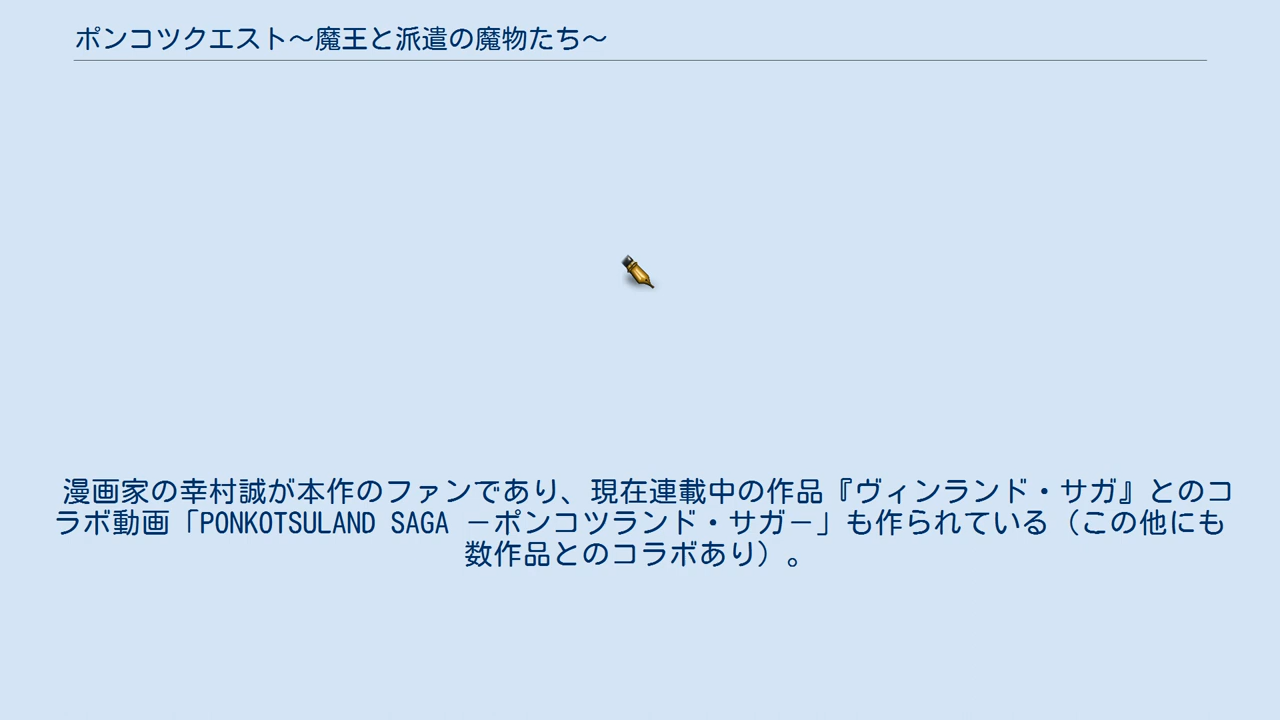 ポンコツクエスト～魔王と派遣の魔物たち～
漫画家の幸村誠が本作のファンであり、現在連載中の作品『ヴィンランド・サガ』とのコ
ラボ動画「PONKOTSULAND SAGA －ポンコツランド・サガ－」も作られている（この他にも
数作品とのコラボあり）。